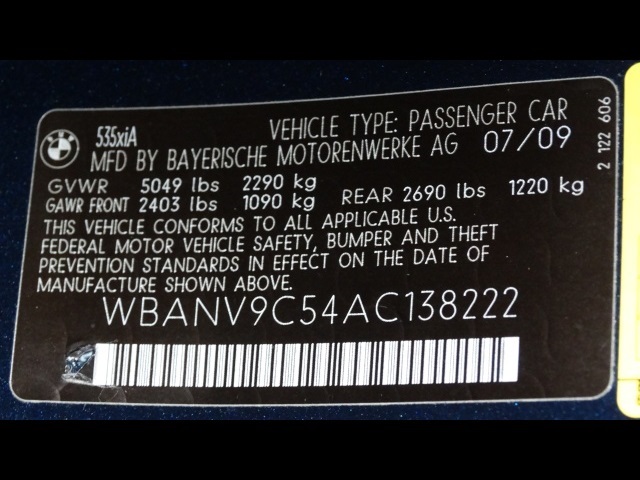 BMW
535xiA
VEHICLE TYPE: PASSENGER CAR
MFD BY BAYERISCHE MOTORENWERKE AG 07/09
GVWR 5049 lbs 2290 kg
GAWR FRONT 2403 lbs 1090 kg REAR 2690 lbs 1220 kg
THIS VEHICLE CONFORMS TO ALL APPLICABLE U.S.
FEDERAL MOTOR VEHICLE SAFETY, BUMPER AND THEFT
PREVENTION STANDARDS IN EFFECT ON THE DATE OF
MANUFACTURE SHOWN ABOVE.
WBANV9C54AC138222
2 122 606